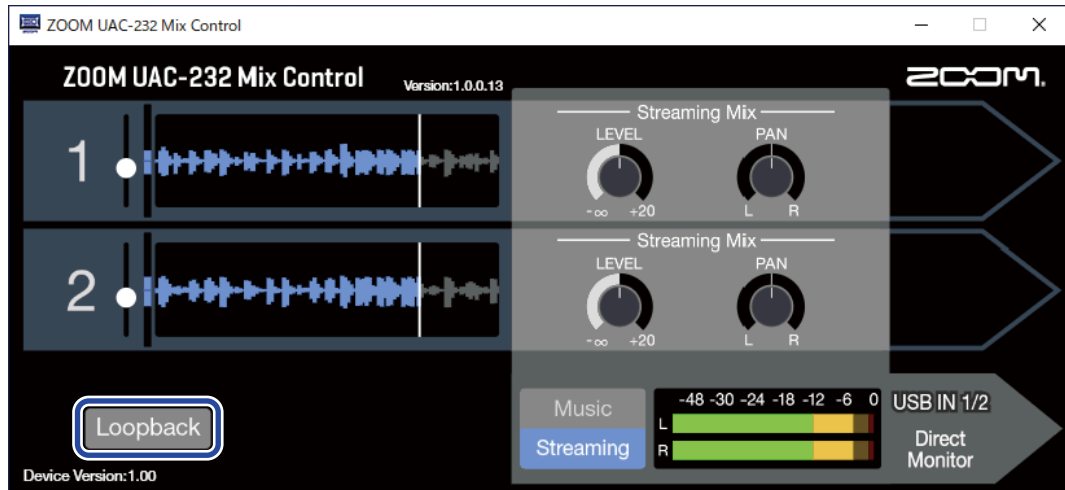 ZOOM UAC-232 Mix Control
ZOOM UAC-232 Mix Control
Version:1.0.0.13
ZOOM.
1
Streaming Mix
LEVEL PAN
-∞ +20 L R
2
Streaming Mix
LEVEL PAN
-∞ +20 L R
Loopback
Music
Streaming
-48 -30 -24 -18 -12 -6 0
L
R
USB IN 1/2
Direct
Monitor
Device Version:1.00